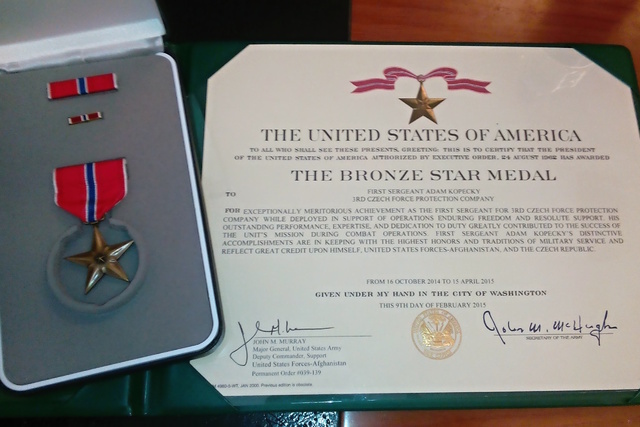 THE UNITED STATES OF AMERICA
TO ALL WHO SHALL SEE THESE PRESENTS, GREETING: THIS IS TO CERTIFY THAT THE PRESIDENT
OF THE UNITED STATES OF AMERICA AUTHORIZED BY EXECUTIVE ORDER, 24 AUGUST 1962 HAS AWARDED
THE BRONZE STAR MEDAL
TO FIRST SERGEANT ADAM KOPECKY
3RD CZECH FORCE PROTECTION COMPANY
FOR EXCEPTIONALLY MERITORIOUS ACHIEVEMENT AS THE FIRST SERGEANT FOR 3RD CZECH FORCE PROTECTION
COMPANY WHILE DEPLOYED IN SUPPORT OF OPERATIONS ENDURING FREEDOM AND RESOLUTE SUPPORT. HIS
OUTSTANDING PERFORMANCE, EXPERTISE, AND DEDICATION TO DUTY GREATLY CONTRIBUTED TO THE SUCCESS OF
THE UNIT'S MISSION DURING COMBAT OPERATIONS. FIRST SERGEANT ADAM KOPECKY'S DISTINCTIVE
ACCOMPLISHMENTS ARE IN KEEPING WITH THE HIGHEST HONORS AND TRADITIONS OF MILITARY SERVICE AND
REFLECT GREAT CREDIT UPON HIMSELF, UNITED STATES FORCES-AFGHANISTAN, AND THE CZECH REPUBLIC.
FROM 16 OCTOBER 2014 TO 15 APRIL 2015
GIVEN UNDER MY HAND IN THE CITY OF WASHINGTON
THIS 9TH DAY OF FEBRUARY 2015
John M. McHugh
SECRETARY OF THE ARMY
JOHN M. MURRAY
Major General, United States Army
Deputy Commander, Support
United States Forces-Afghanistan
Permanent Order #039-139
JAN 2000. Previous edition is obsolete.